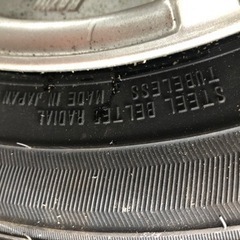 STEEL BELTED RADIAL
TUBELESS MADE IN JAPAN